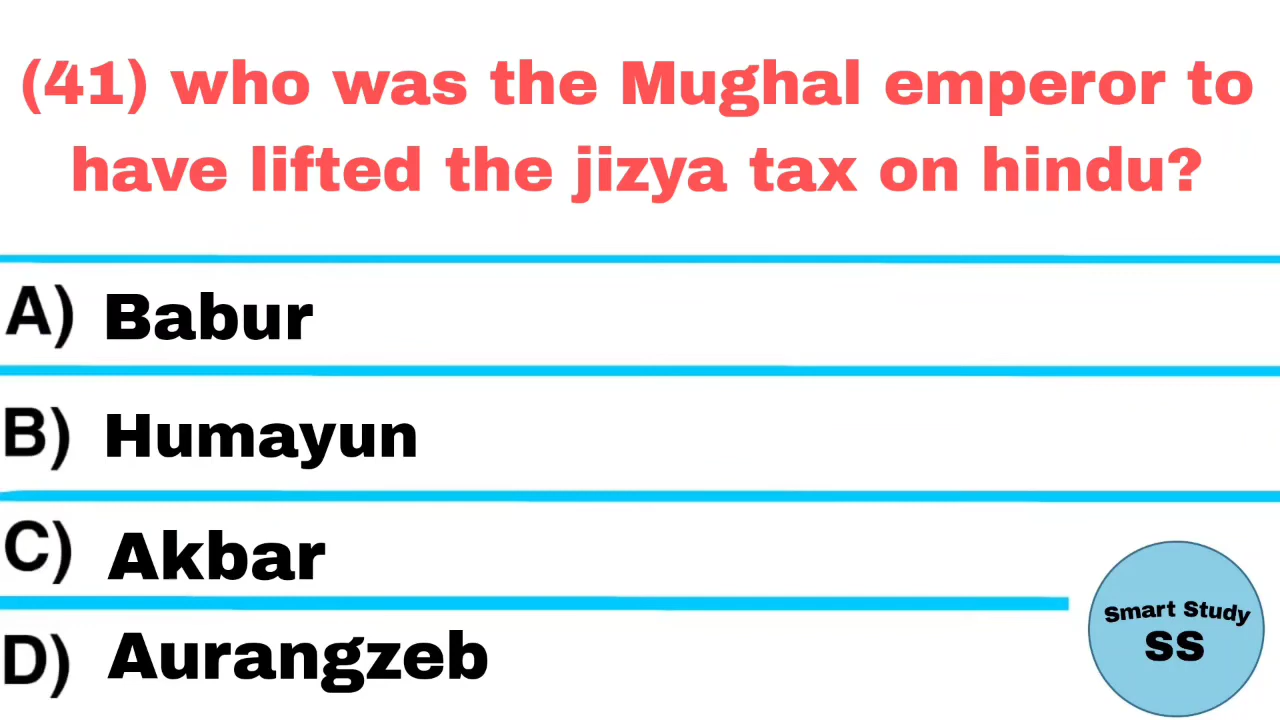 (41) who was the Mughal emperor to
have lifted the jizya tax on hindu?
A) Babur
B) Humayun
C) Akbar
D) Aurangzeb
Smart Study
SS